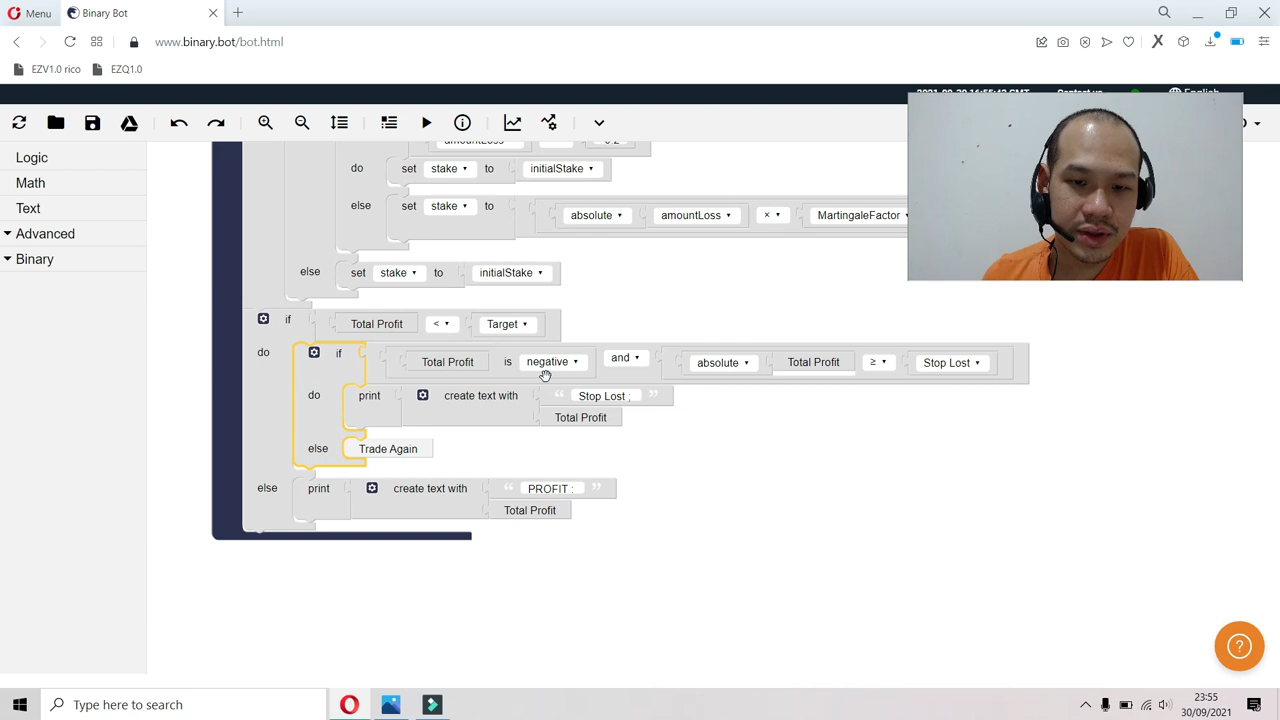 Menu
Binary Bot
www.binary.bot/bot.html
EZV1.0 rico
EZQ1.0
English
Logic
Math
Text
Advanced
Binary
do set stake to initialStake
else set stake to absolute amountLoss × MartingaleFactor
else set stake to initialStake
if Total Profit < Target
do if Total Profit is negative and absolute Total Profit ≥ Stop Lost
do print create text with “ Stop Lost ; ”
Total Profit
else Trade Again
else print create text with “ PROFIT : ”
Total Profit
?
Type here to search
23:55
30/09/2021